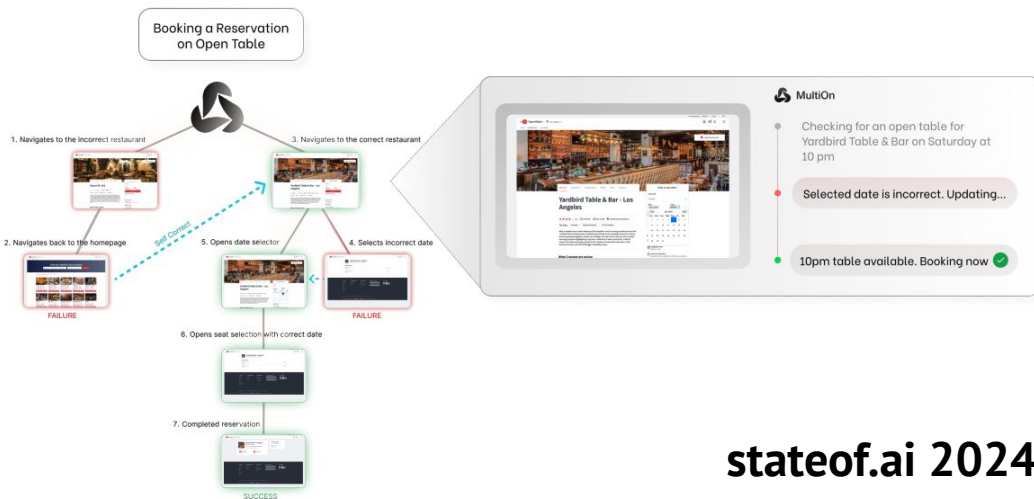 Booking a Reservation
on Open Table
1. Navigates to the incorrect restaurant
3. Navigates to the correct restaurant
2. Navigates back to the homepage
Self Correct
5. Opens date selector
4. Selects incorrect date
FAILURE
FAILURE
6. Opens seat selection with correct date
7. Completed reservation
SUCCESS
Yardbird Table & Bar - Los
Angeles
MultiOn
Checking for an open table for
Yardbird Table & Bar on Saturday at
10 pm
Selected date is incorrect. Updating...
10pm table available. Booking now
stateof.ai 2024